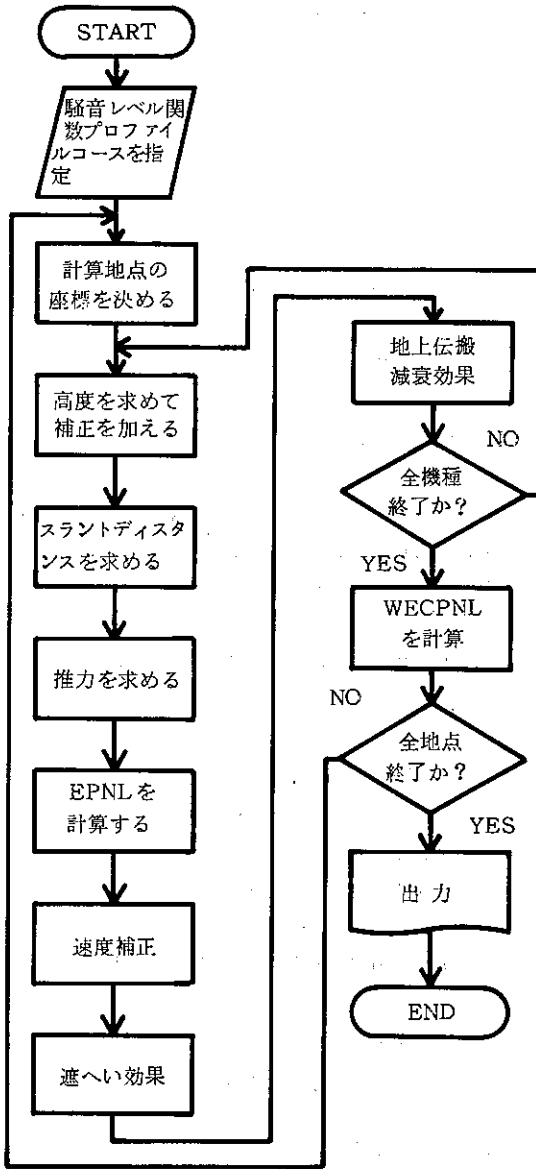 START
騒音レベル関
数プロファイ
ルコースを指
定
計算地点の
座標を決める
高度を求めて
補正を加える
スラントディスタ
ンスを求める
推力を求める
EPNLを
計算する
速度補正
遮へい効果
地上伝搬
減衰効果
NO
全機種
終了か?
YES
WECPNL
を計算
NO
全地点
終了か?
YES
出力
END